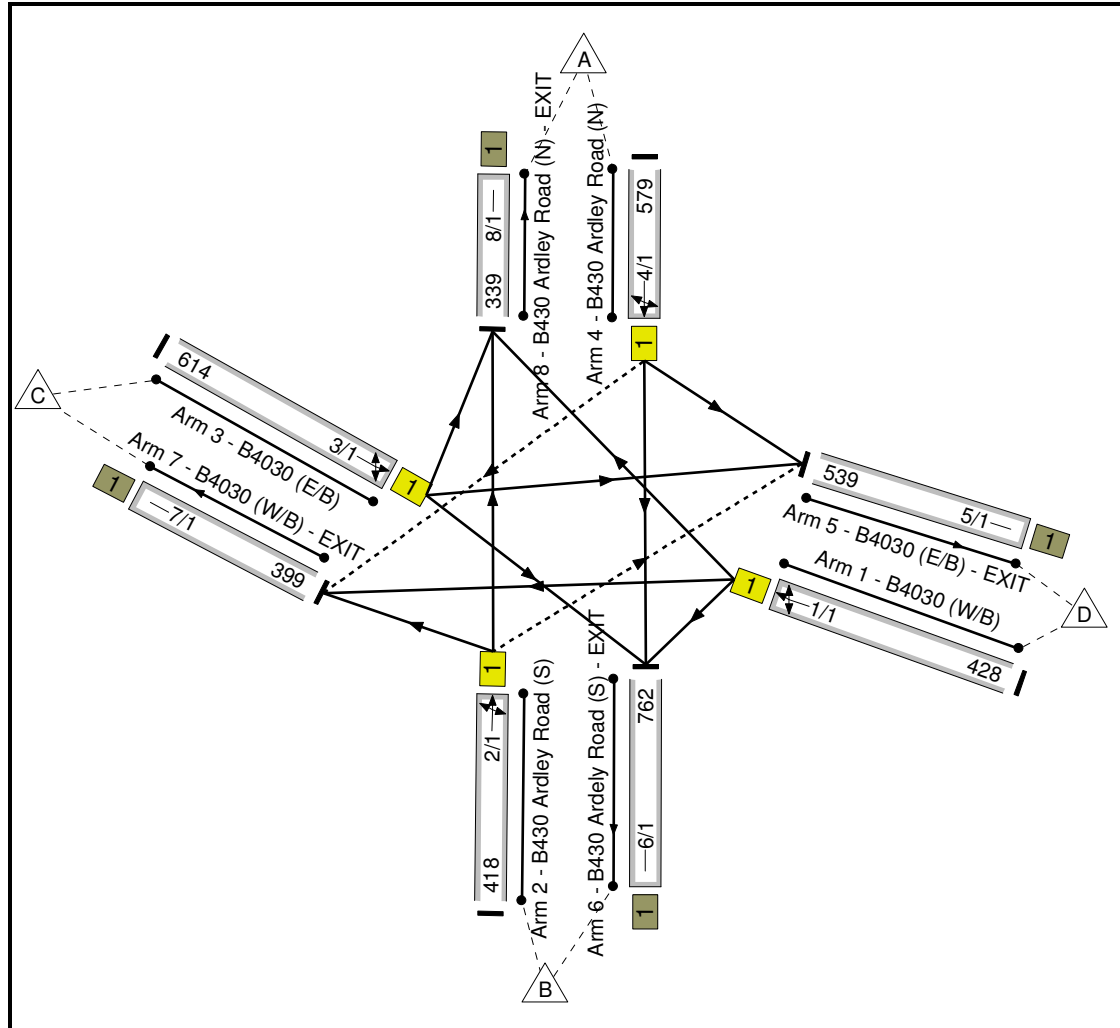 A
1
8/1
339
Arm 8 - B430 Ardley Road (N) - EXIT
Arm 4 - B430 Ardley Road (N)
579
4/1
1
C
614
3/1
1
Arm 3 - B4030 (E/B)
Arm 7 - B4030 (W/B) - EXIT
1
7/1
399
539
5/1
1
Arm 5 - B4030 (E/B) - EXIT
Arm 1 - B4030 (W/B)
1
1/1
428
D
1
2/1
418
Arm 2 - B430 Ardley Road (S)
Arm 6 - B430 Ardely Road (S) - EXIT
762
6/1
1
B